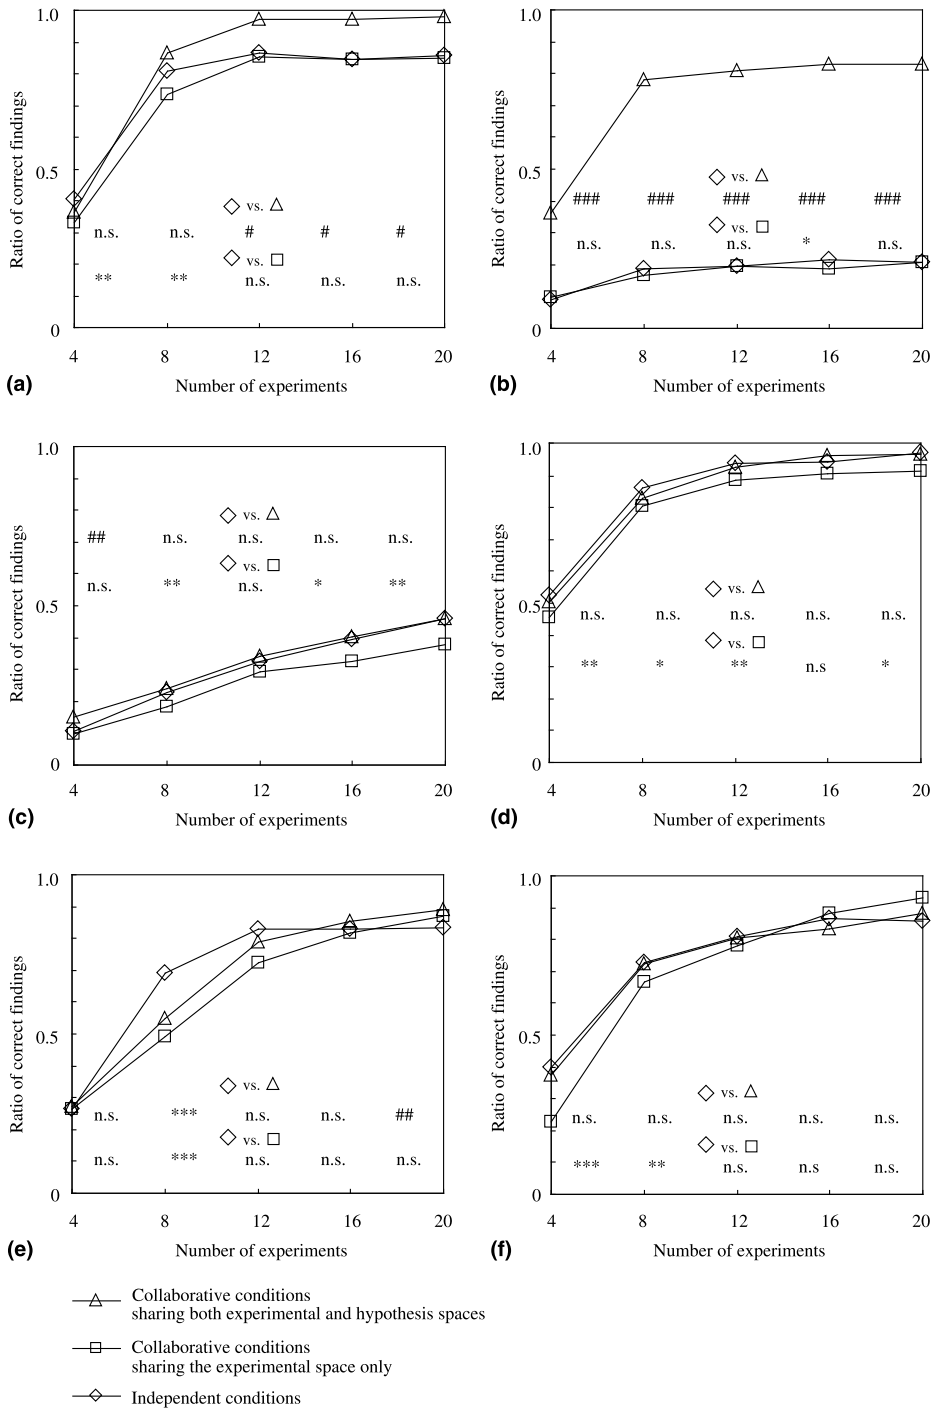 1.0
Ratio of correct findings
0.5
vs.
n.s. n.s. # # #
vs.
** ** n.s. n.s. n.s.
0
4 8 12 16 20
(a) Number of experiments
1.0
Ratio of correct findings
0.5
vs.
### ### ### ### ###
vs.
n.s. n.s. n.s. * n.s.
0
4 8 12 16 20
(b) Number of experiments
1.0
Ratio of correct findings
vs.
## n.s. n.s. n.s. n.s.
vs.
n.s. ** n.s. * **
0.5
0
4 8 12 16 20
(c) Number of experiments
1.0
Ratio of correct findings
0.5
vs.
n.s. n.s. n.s. n.s. n.s.
vs.
** * ** n.s *
0
4 8 12 16 20
(d) Number of experiments
1.0
Ratio of correct findings
0.5
vs.
n.s. *** n.s. n.s. ##
vs.
n.s. *** n.s. n.s. n.s.
0
4 8 12 16 20
(e) Number of experiments
1.0
Ratio of correct findings
0.5
vs.
n.s. n.s. n.s. n.s. n.s.
vs.
*** ** n.s. n.s n.s.
0
4 8 12 16 20
(f) Number of experiments
Collaborative conditions
sharing both experimental and hypothesis spaces
Collaborative conditions
sharing the experimental space only
Independent conditions